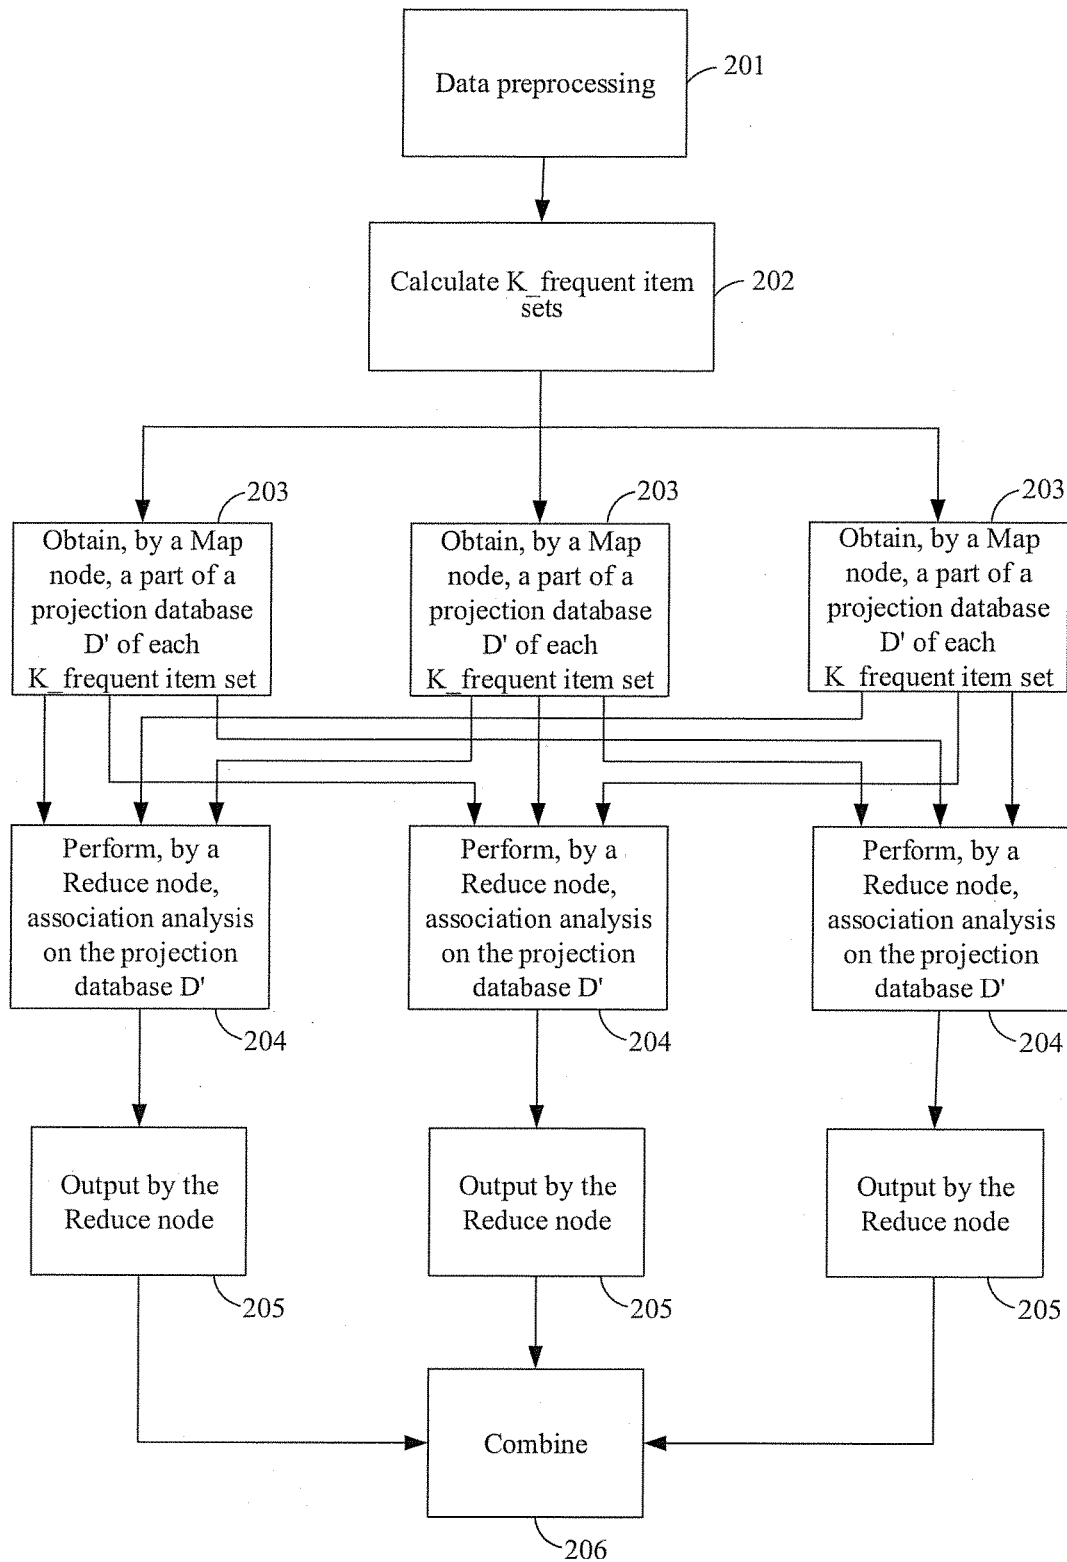 Data preprocessing
201
Calculate K_frequent item
sets
202
203
203
203
Obtain, by a Map
node, a part of a
projection database
D' of each
K_frequent item set
Obtain, by a Map
node, a part of a
projection database
D' of each
K_frequent item set
Obtain, by a Map
node, a part of a
projection database
D' of each
K_frequent item set
Perform, by a
Reduce node,
association analysis
on the projection
database D'
Perform, by a
Reduce node,
association analysis
on the projection
database D'
Perform, by a
Reduce node,
association analysis
on the projection
database D'
204
204
204
Output by the
Reduce node
Output by the
Reduce node
Output by the
Reduce node
205
205
205
Combine
206